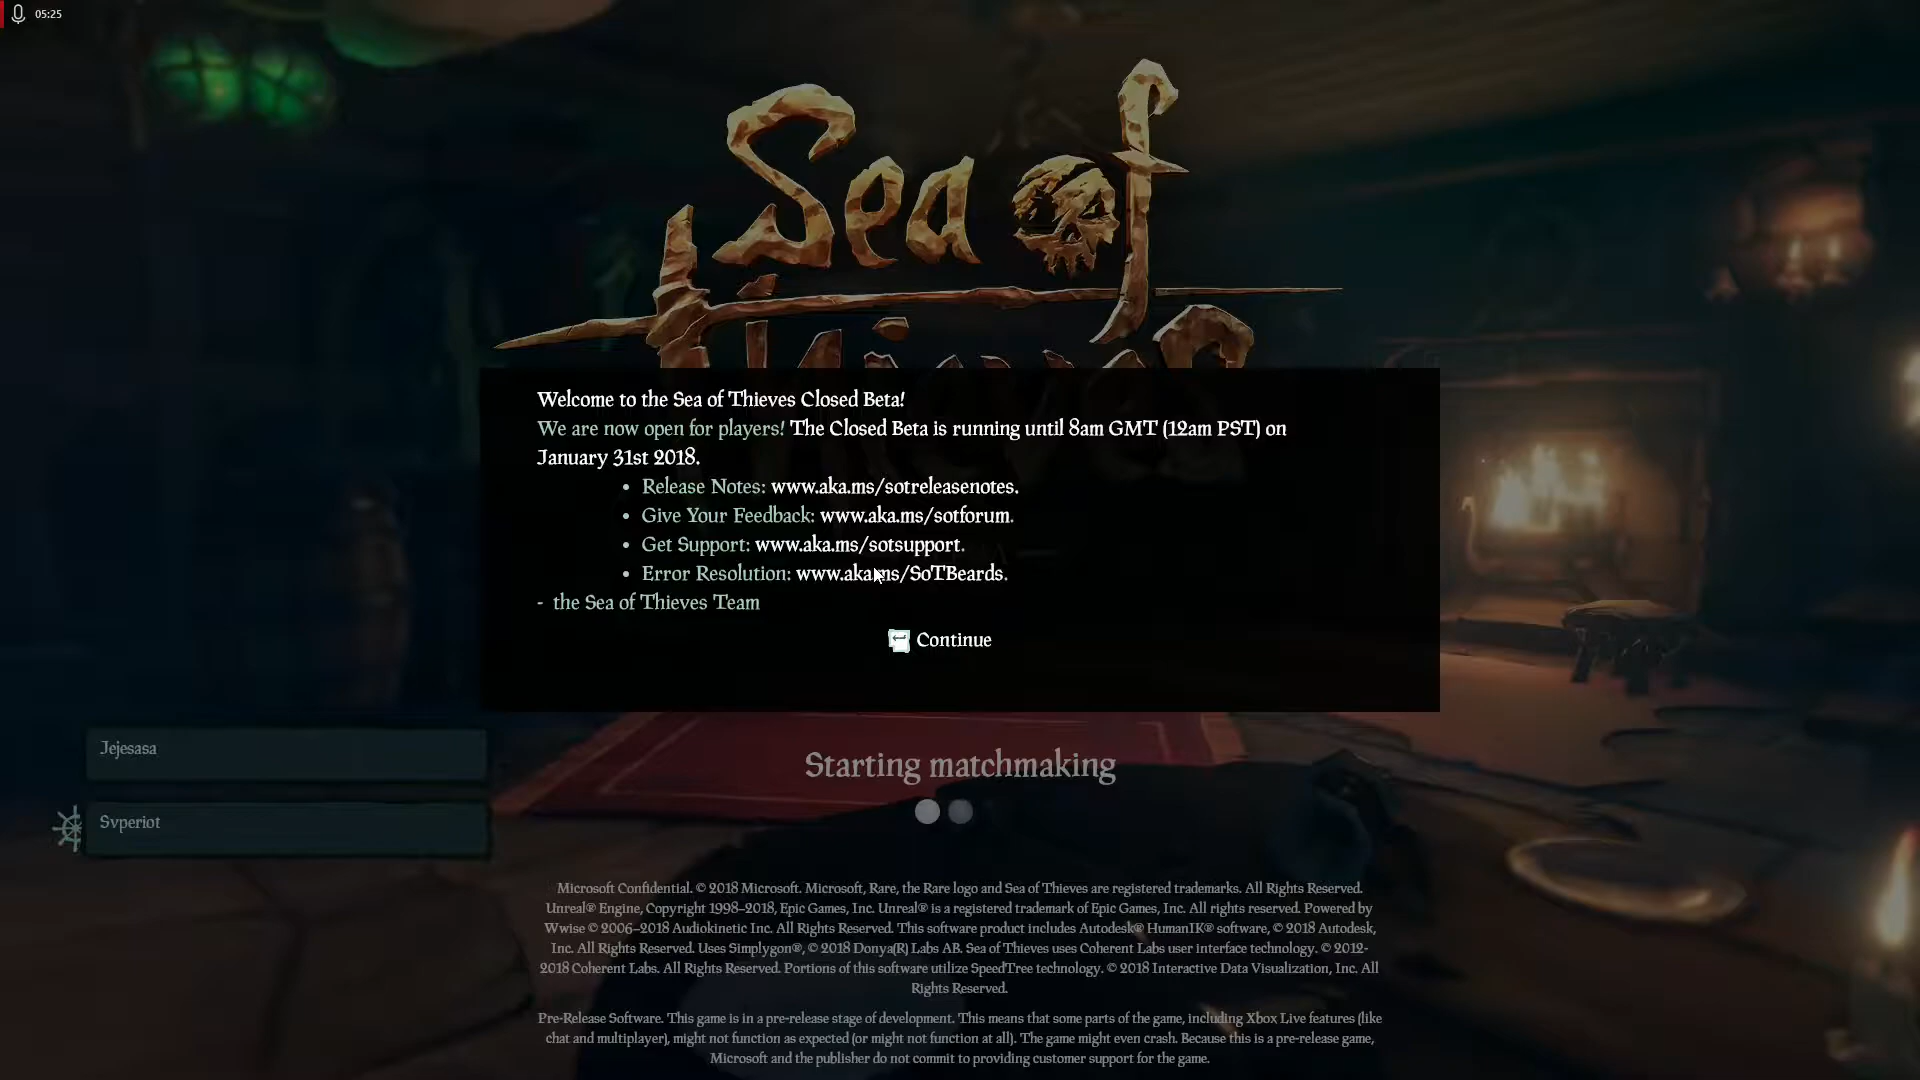 05:25
Sea of
Thieves
Welcome to the Sea of Thieves Closed Beta!
We are now open for players! The Closed Beta is running until 8am GMT (12am PST) on
January 31st 2018.
• Release Notes: www.aka.ms/sotreleasenotes.
• Give Your Feedback: www.aka.ms/sotforum.
• Get Support: www.aka.ms/sotsupport.
• Error Resolution: www.aka.ms/SoTBeards.
- the Sea of Thieves Team
Continue
Jejesasa
Svperiot
Starting matchmaking
Microsoft Confidential. © 2018 Microsoft. Microsoft, Rare, the Rare logo and Sea of Thieves are registered trademarks. All Rights Reserved.
Unreal® Engine, Copyright 1998–2018, Epic Games, Inc. Unreal® is a registered trademark of Epic Games, Inc. All rights reserved. Powered by
Wwise © 2006–2018 Audiokinetic Inc. All Rights Reserved. This software product includes Autodesk® HumanIK® software, © 2018 Autodesk,
Inc. All Rights Reserved. Uses Simplygon®, © 2018 Donya(R) Labs AB. Sea of Thieves uses Coherent Labs user interface technology. © 2012-
2018 Coherent Labs. All Rights Reserved. Portions of this software utilize SpeedTree technology. © 2018 Interactive Data Visualization, Inc. All
Rights Reserved.
Pre-Release Software. This game is in a pre-release stage of development. This means that some parts of the game, including Xbox Live features (like
chat and multiplayer), might not function as expected (or might not function at all). The game might even crash. Because this is a pre-release game,
Microsoft and the publisher do not commit to providing customer support for the game.